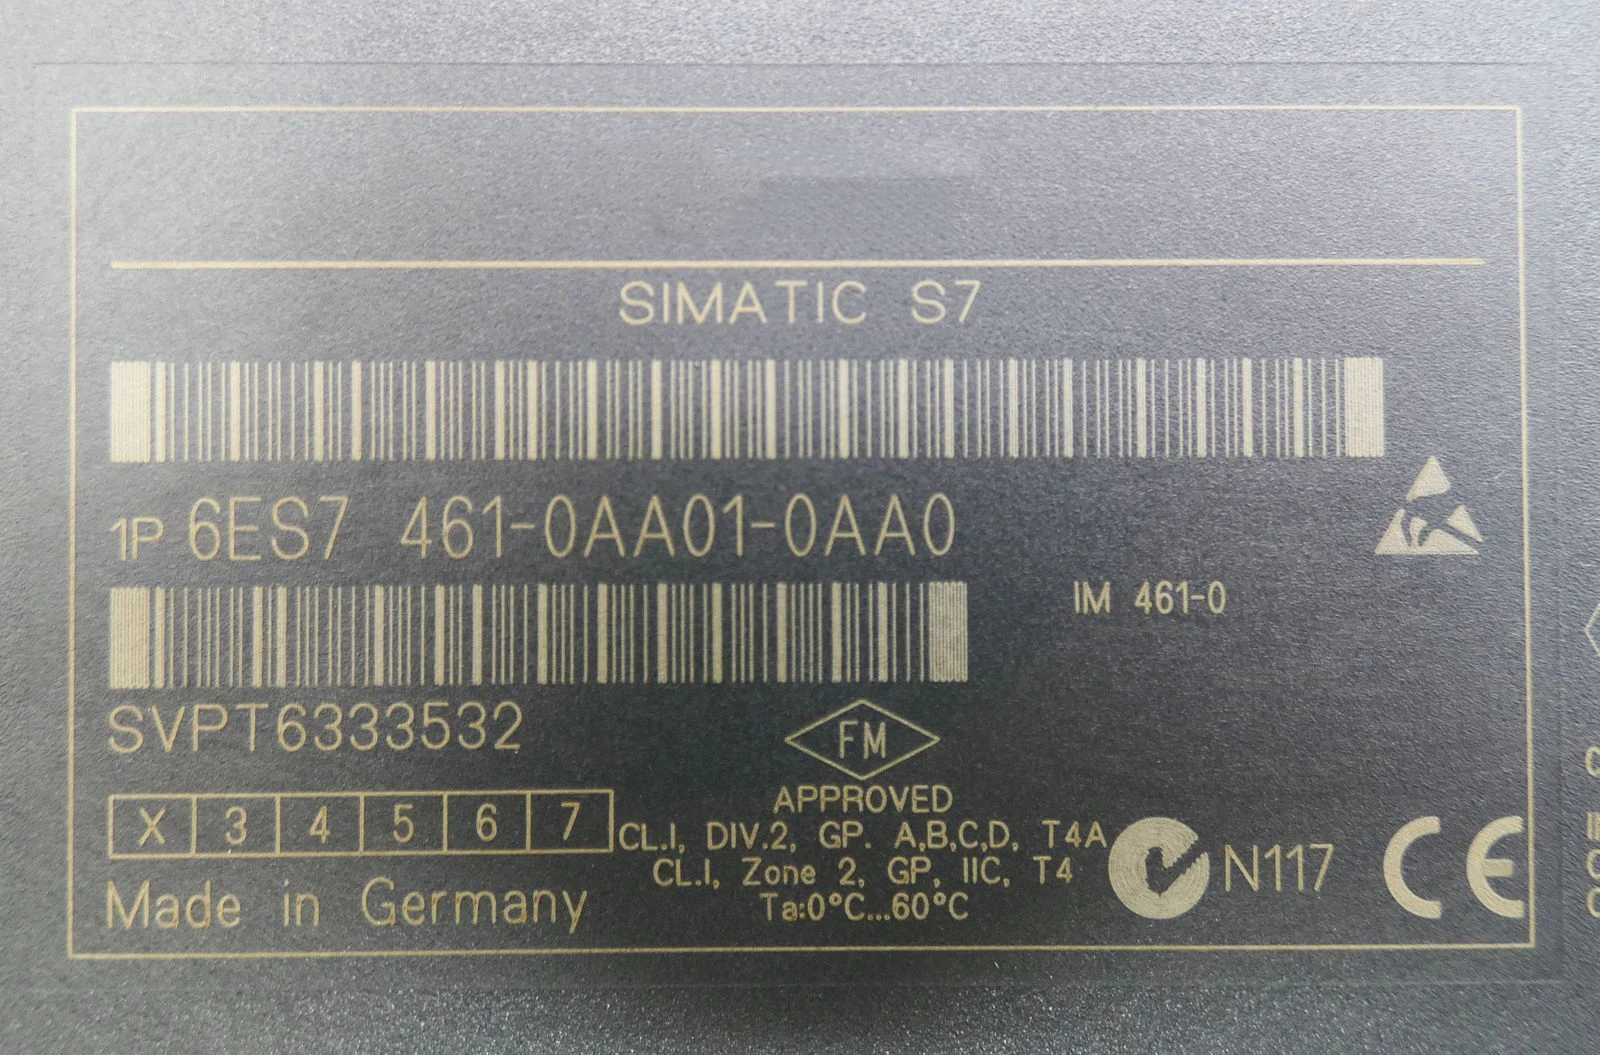 SIMATIC S7
1P 6ES7 461-0AA01-0AA0
IM 461-0
SVPT6333532
FM
APPROVED
X 3 4 5 6 7
CL.I, DIV.2, GP. A,B,C,D, T4A
CL.I, Zone 2, GP, IIC, T4
Ta:0°C...60°C
N117
CE
Made in Germany